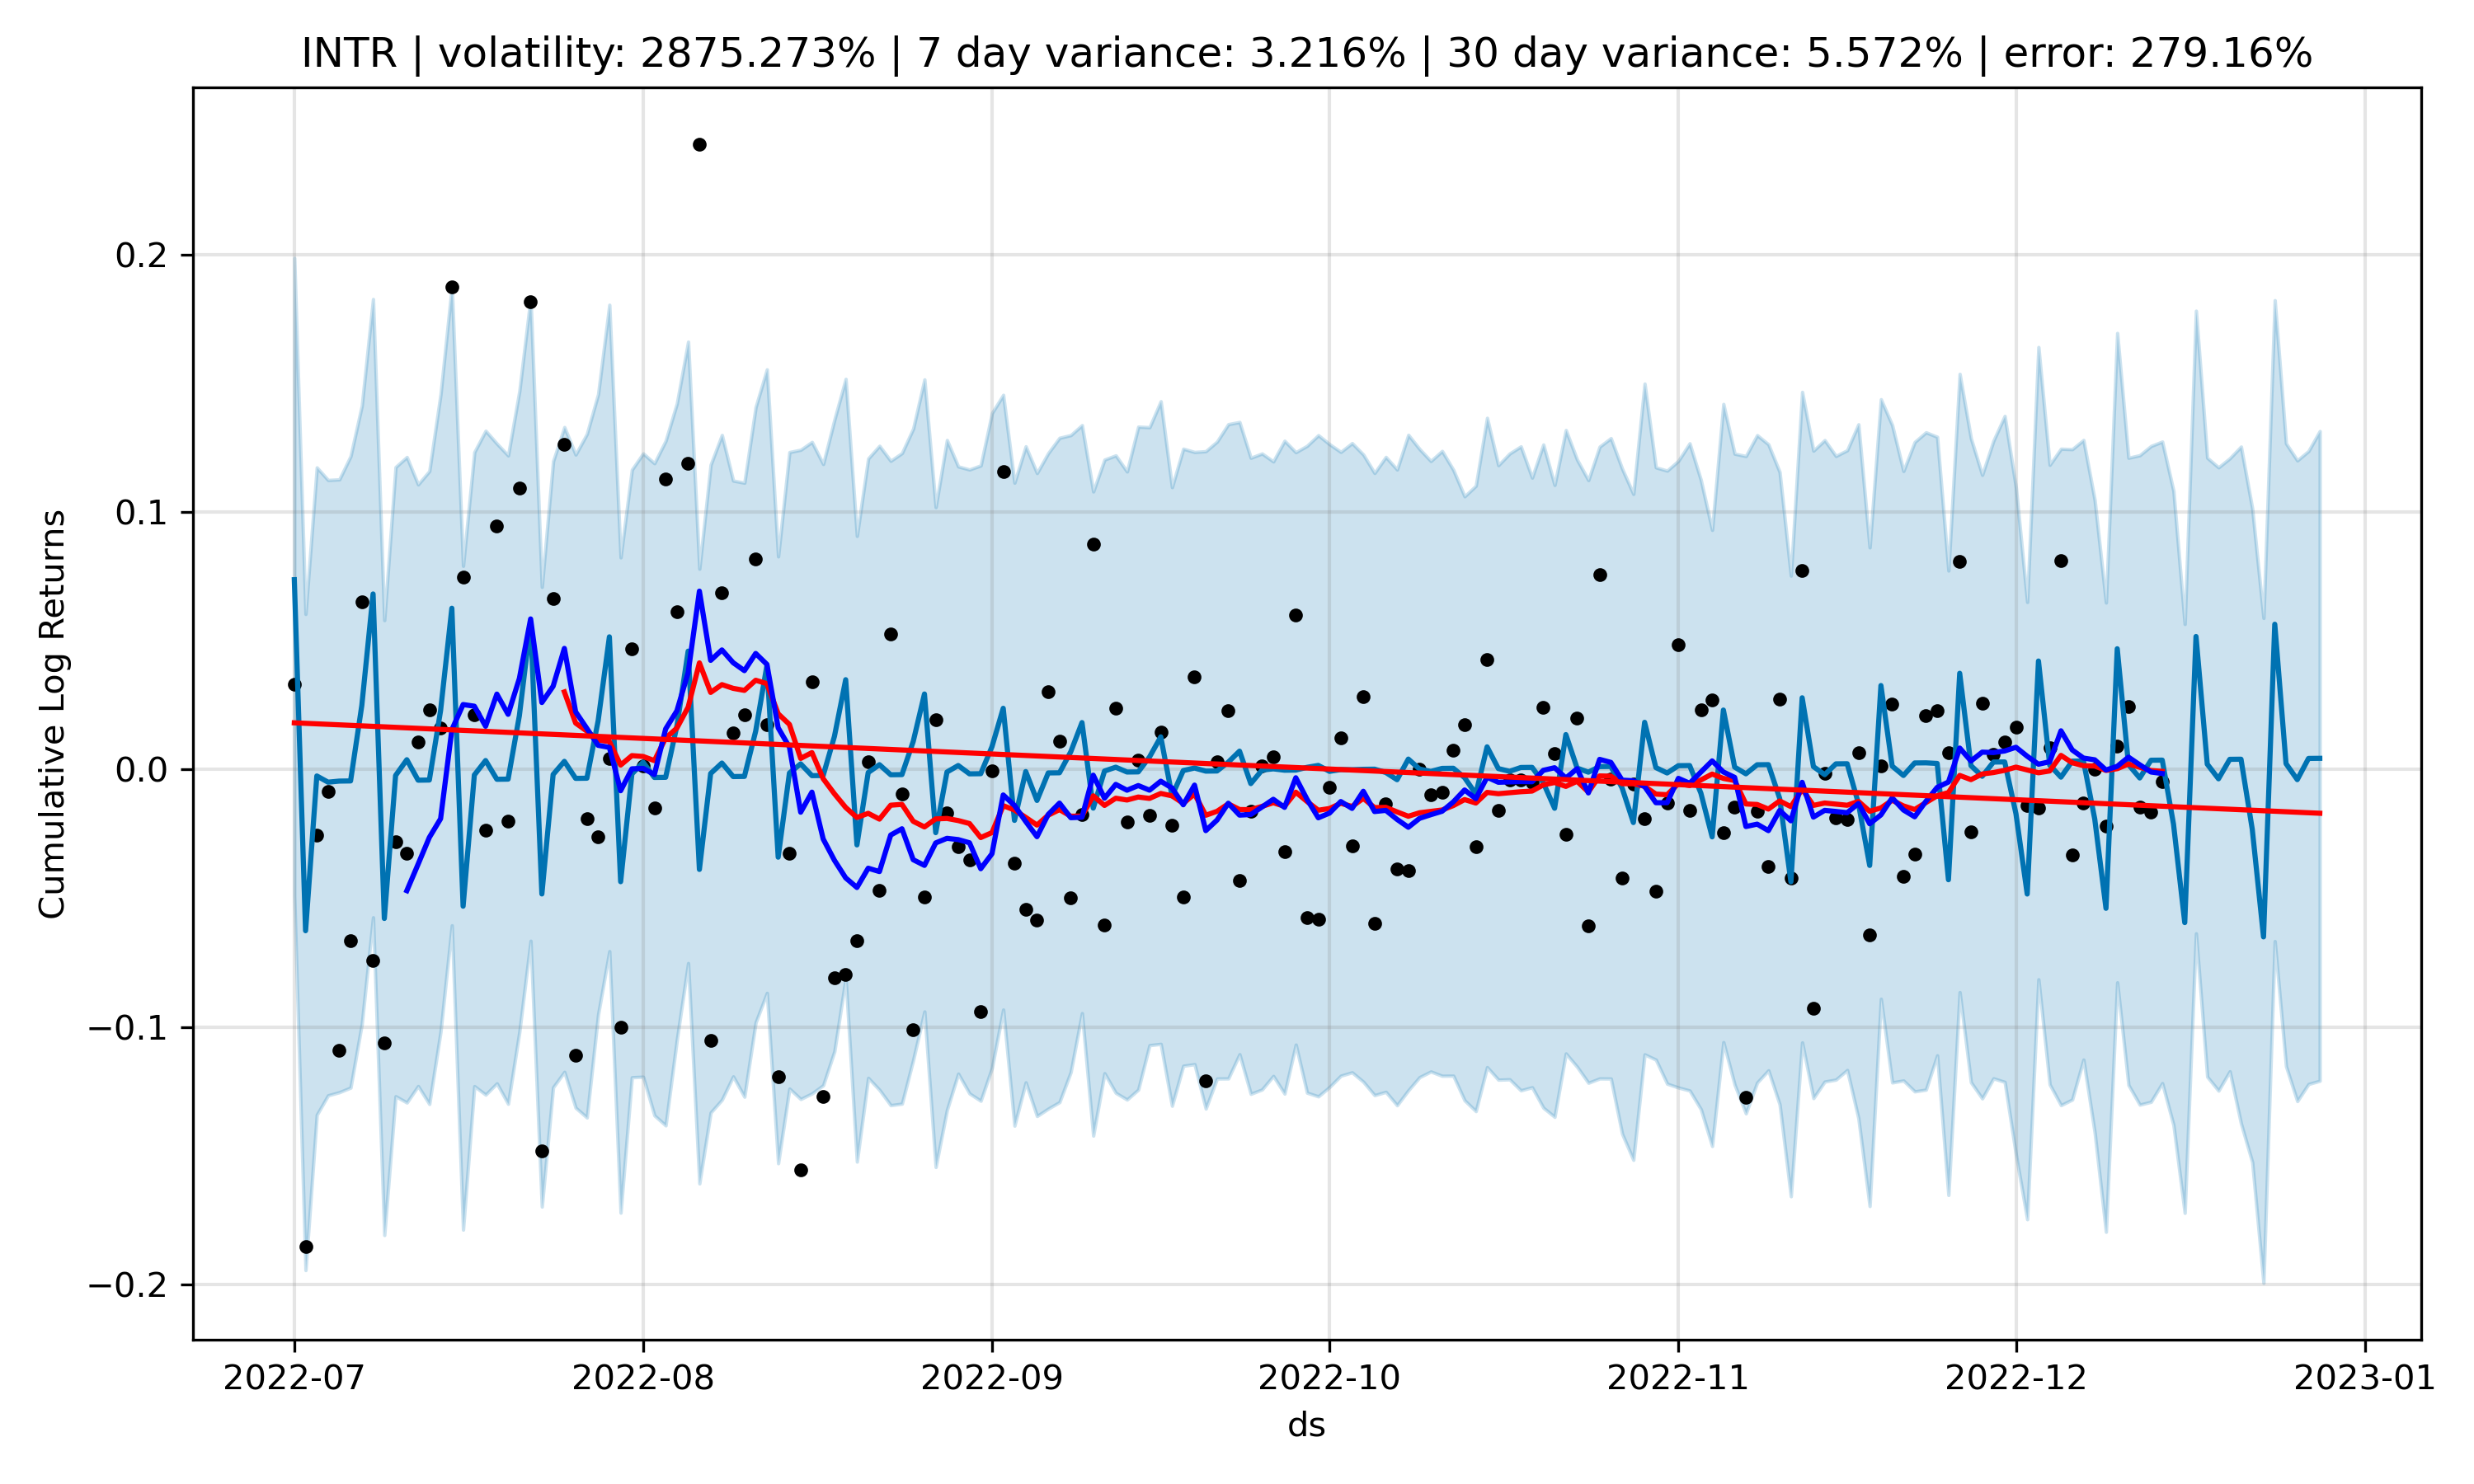 INTR | volatility: 2875.273% | 7 day variance: 3.216% | 30 day variance: 5.572% | error: 279.16%
Cumulative Log Returns
0.2
0.1
0.0
−0.1
−0.2
2022-07 2022-08 2022-09 2022-10 2022-11 2022-12 2023-01
ds